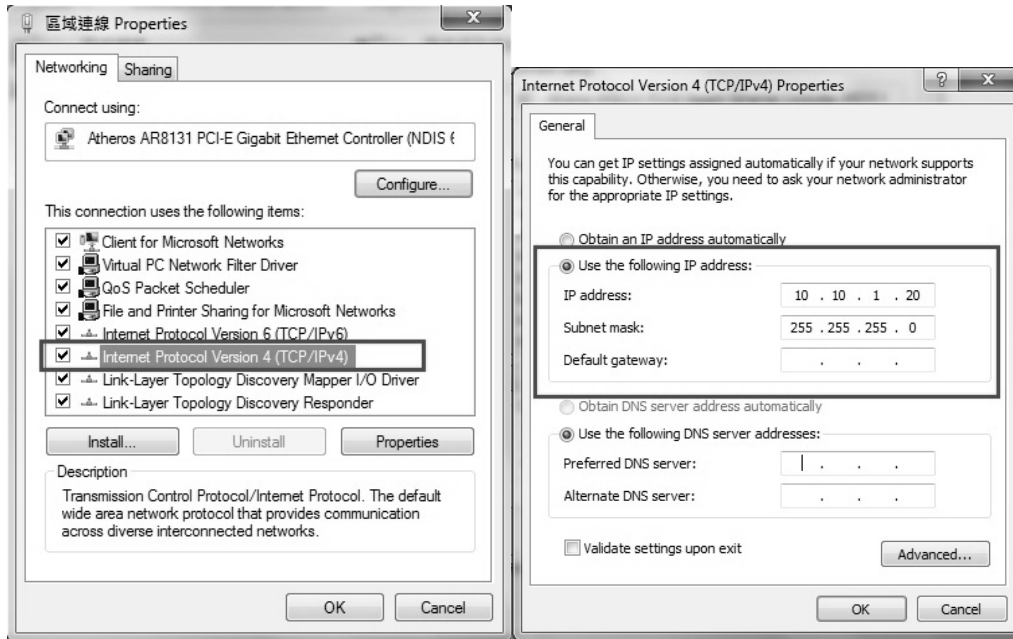 區域連線 Properties
Networking
Sharing
Connect using:
Atheros AR8131 PCI-E Gigabit Ethernet Controller (NDIS 6
Configure...
This connection uses the following items:
Client for Microsoft Networks
Virtual PC Network Filter Driver
QoS Packet Scheduler
File and Printer Sharing for Microsoft Networks
Internet Protocol Version 6 (TCP/IPv6)
Internet Protocol Version 4 (TCP/IPv4)
Link-Layer Topology Discovery Mapper I/O Driver
Link-Layer Topology Discovery Responder
Install...
Uninstall
Properties
Description
Transmission Control Protocol/Internet Protocol. The default
wide area network protocol that provides communication
across diverse interconnected networks.
OK
Cancel
Internet Protocol Version 4 (TCP/IPv4) Properties
General
You can get IP settings assigned automatically if your network supports
this capability. Otherwise, you need to ask your network administrator
for the appropriate IP settings.
Obtain an IP address automatically
Use the following IP address:
IP address: 10 . 10 . 1 . 20
Subnet mask: 255 . 255 . 255 . 0
Default gateway: . . .
Obtain DNS server address automatically
Use the following DNS server addresses:
Preferred DNS server: . . .
Alternate DNS server: . . .
Validate settings upon exit
Advanced...
OK
Cancel